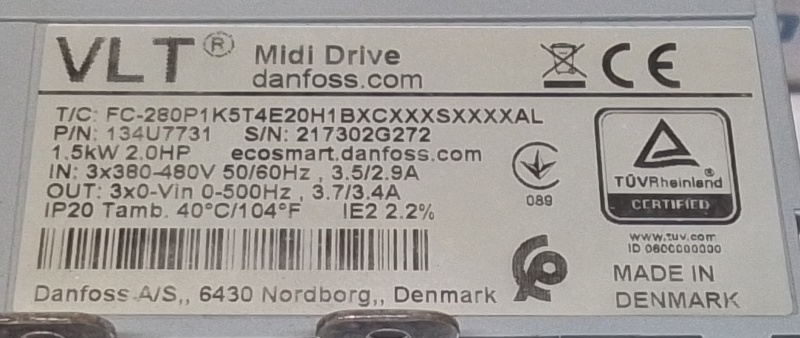 VLT® Midi Drive
danfoss.com
CE
T/C: FC-280P1K5T4E20H1BXCXXXSXXXXAL
P/N: 134U7731 S/N: 217302G272
1.5kW 2.0HP ecosmart.danfoss.com
IN: 3x380-480V 50/60Hz , 3.5/2.9A
OUT: 3x0-Vin 0-500Hz , 3.7/3.4A
IP20 Tamb. 40°C/104°F IE2 2.2%
089
TÜVRheinland®
CERTIFIED
www.tuv.com
ID 0600000000
MADE IN
DENMARK
Danfoss A/S,, 6430 Nordborg,, Denmark